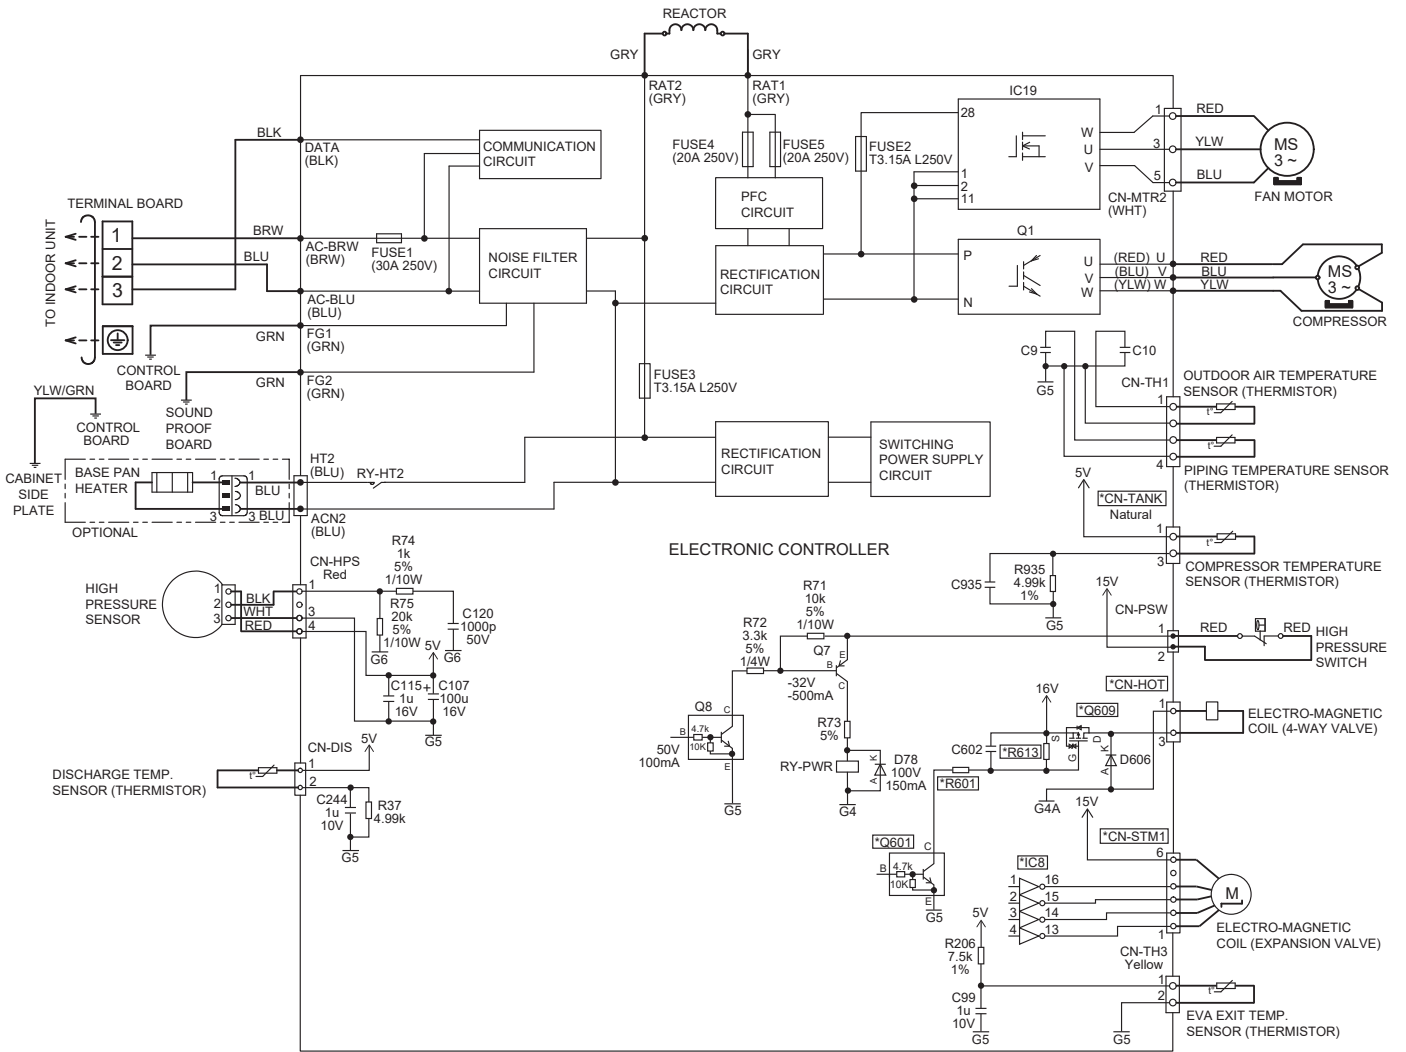 REACTOR
GRY
GRY
RAT2
(GRY)
RAT1
(GRY)
IC19
BLK
DATA
(BLK)
COMMUNICATION
CIRCUIT
FUSE4
(20A 250V)
FUSE5
(20A 250V)
FUSE2
T3.15A L250V
28
1
2
11
W
U
V
1
3
5
RED
YLW
BLU
MS
3 ~
FAN MOTOR
CN-MTR2
(WHT)
PFC
CIRCUIT
TERMINAL BOARD
TO INDOOR UNIT
1
2
3
BRW
BLU
AC-BRW
(BRW)
FUSE1
(30A 250V)
AC-BLU
(BLU)
NOISE FILTER
CIRCUIT
RECTIFICATION
CIRCUIT
Q1
P
N
U
V
W
(RED) U
(BLU) V
(YLW) W
RED
BLU
YLW
MS
3 ~
COMPRESSOR
GRN
FG1
(GRN)
CONTROL
BOARD
GRN
FG2
(GRN)
SOUND
PROOF
BOARD
YLW/GRN
CONTROL
BOARD
CABINET
SIDE
PLATE
FUSE3
T3.15A L250V
C9
C10
G5
CN-TH1
1
4
t°
t°
OUTDOOR AIR TEMPERATURE
SENSOR (THERMISTOR)
PIPING TEMPERATURE SENSOR
(THERMISTOR)
BASE PAN
HEATER
1
1
BLU
3
3
BLU
OPTIONAL
HT2
(BLU)
RY-HT2
ACN2
(BLU)
RECTIFICATION
CIRCUIT
SWITCHING
POWER SUPPLY
CIRCUIT
5V
*CN-TANK
Natural
1
3
t°
COMPRESSOR TEMPERATURE
SENSOR (THERMISTOR)
C935
R935
4.99k
1%
G5
ELECTRONIC CONTROLLER
HIGH
PRESSURE
SENSOR
1
2
3
BLK
WHT
RED
CN-HPS
Red
1
3
4
R74
1k
5%
1/10W
R75
20k
5%
1/10W
G6
C120
1000p
50V
G6
5V
C115
1u
16V
+
C107
100u
16V
G5
15V
CN-PSW
1
2
RED
RED
HIGH
PRESSURE
SWITCH
R71
10k
5%
1/10W
R72
3.3k
5%
1/4W
Q7
B
E
C
-32V
-500mA
Q8
B
4.7k
10K
C
E
50V
100mA
G5
R73
5%
RY-PWR
D78
100V
150mA
A
K
G4
16V
*CN-HOT
*Q609
S
D
G
C602
*R613
*R601
K
A
D606
G4A
1
3
ELECTRO-MAGNETIC
COIL (4-WAY VALVE)
DISCHARGE TEMP.
SENSOR (THERMISTOR)
t°
CN-DIS
1
2
5V
C244
1u
10V
R37
4.99k
G5
*Q601
B
4.7k
10K
C
E
G5
15V
*CN-STM1
6
1
*IC8
1
16
2
15
3
14
4
13
M
ELECTRO-MAGNETIC
COIL (EXPANSION VALVE)
5V
R206
7.5k
1%
C99
1u
10V
G5
CN-TH3
Yellow
1
2
G5
t°
EVA EXIT TEMP.
SENSOR (THERMISTOR)